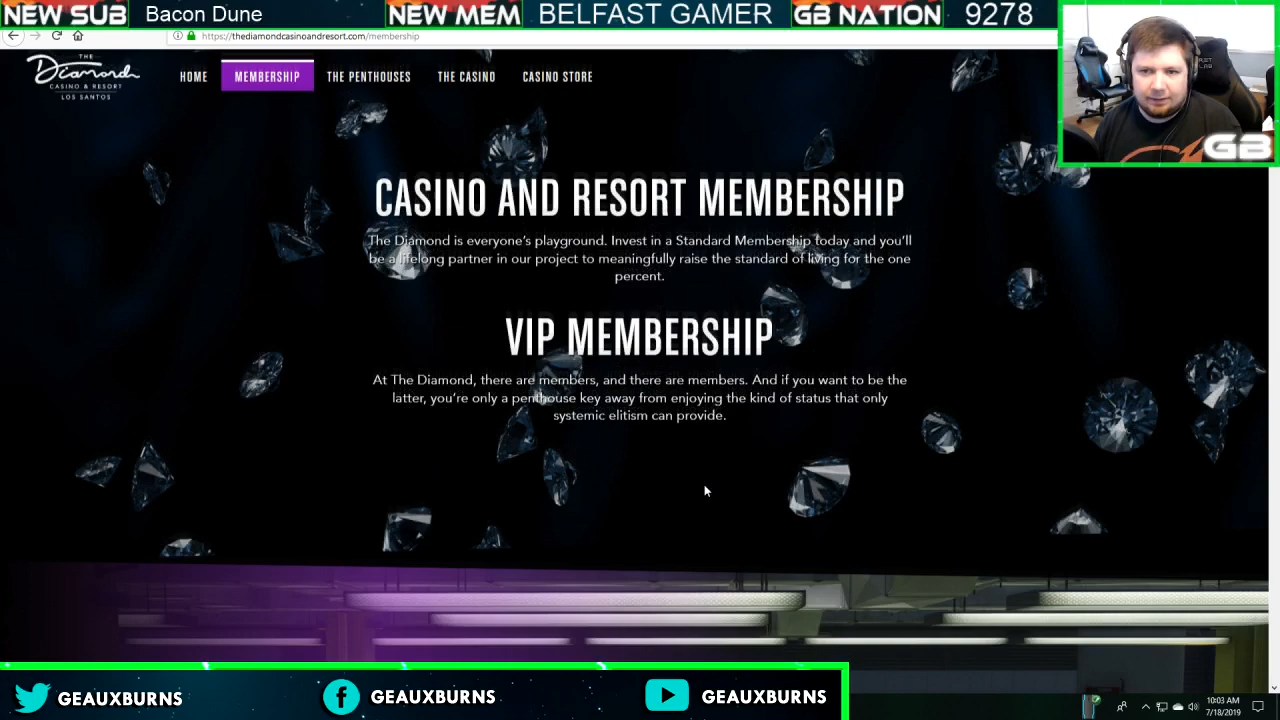 NEW SUB Bacon Dune NEW MEM BELFAST GAMER GB NATION 9278
https://thediamondcasinoandresort.com/membership
THE
Diamond
CASINO & RESORT
LOS SANTOS
HOME MEMBERSHIP THE PENTHOUSES THE CASINO CASINO STORE
GB
CASINO AND RESORT MEMBERSHIP
The Diamond is everyone's playground. Invest in a Standard Membership today and you'll
be a lifelong partner in our project to meaningfully raise the standard of living for the one
percent.
VIP MEMBERSHIP
At The Diamond, there are members, and there are members. And if you want to be the
latter, you're only a penthouse key away from enjoying the kind of status that only
systemic elitism can provide.
GEAUXBURNS GEAUXBURNS GEAUXBURNS
10:03 AM
7/18/2019